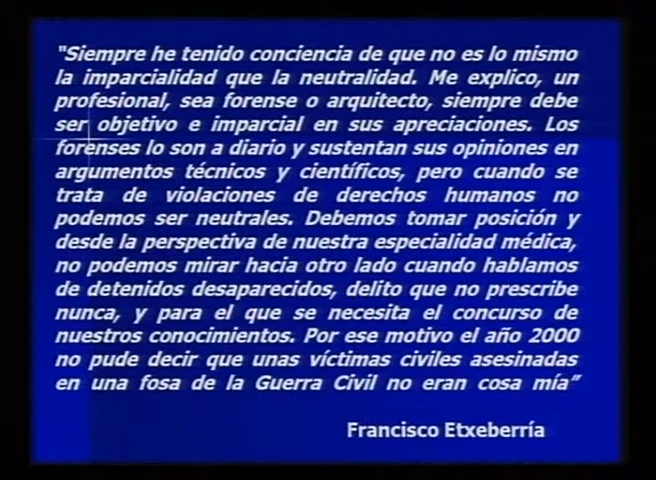 "Siempre he tenido conciencia de que no es lo mismo
la imparcialidad que la neutralidad. Me explico, un
profesional, sea forense o arquitecto, siempre debe
ser objetivo e imparcial en sus apreciaciones. Los
forenses lo son a diario y sustentan sus opiniones en
argumentos técnicos y científicos, pero cuando se
trata de violaciones de derechos humanos no
podemos ser neutrales. Debemos tomar posición y
desde la perspectiva de nuestra especialidad médica,
no podemos mirar hacia otro lado cuando hablamos
de detenidos desaparecidos, delito que no prescribe
nunca, y para el que se necesita el concurso de
nuestros conocimientos. Por ese motivo el año 2000
no pude decir que unas víctimas civiles asesinadas
en una fosa de la Guerra Civil no eran cosa mía"
Francisco Etxeberría